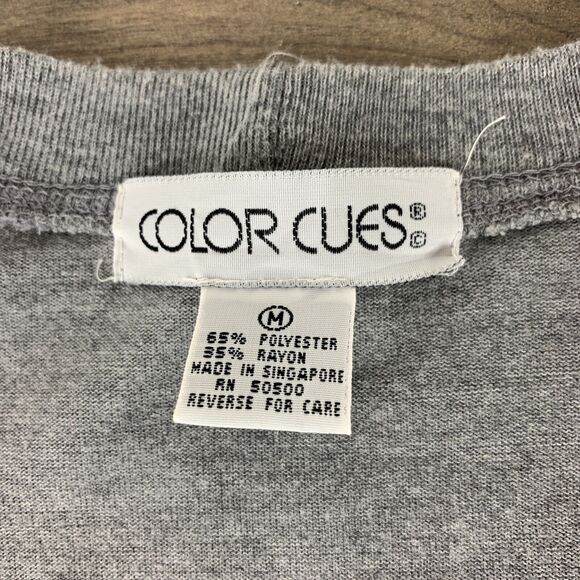 COLOR CUES ®
©
M
65% POLYESTER
35% RAYON
MADE IN SINGAPORE
RN 50500
REVERSE FOR CARE